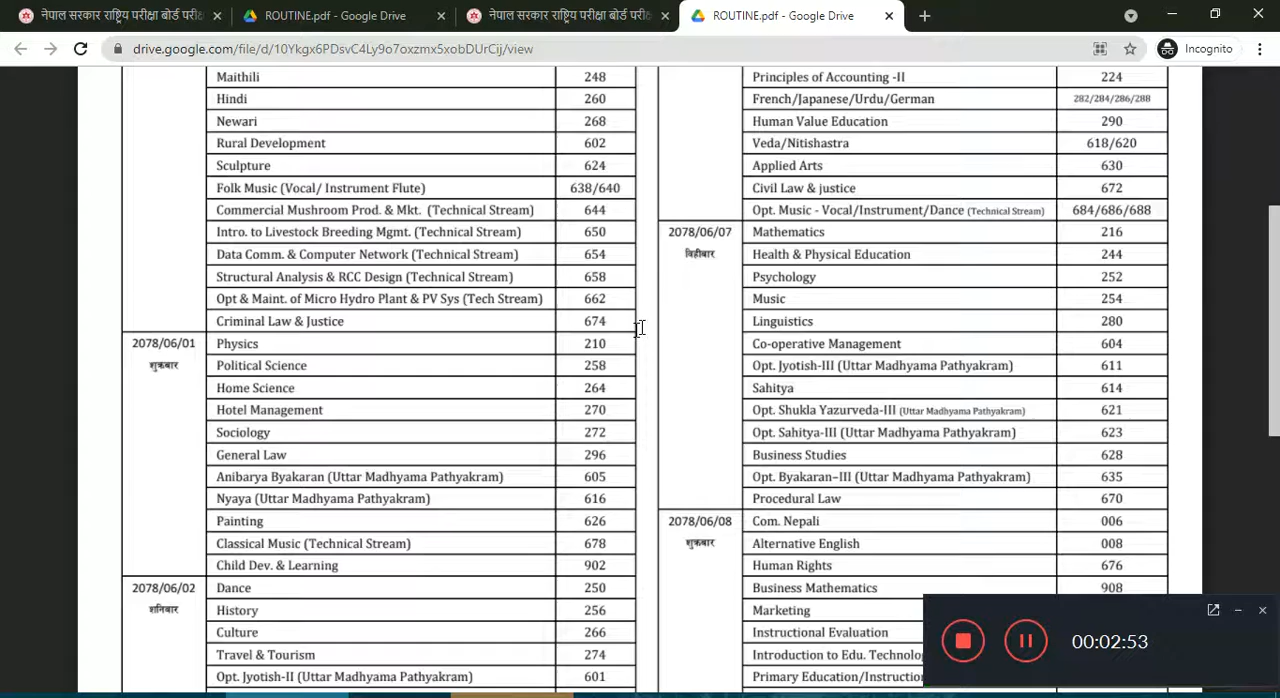 नेपाल सरकार राष्ट्रिय परीक्षा बोर्ड परी
ROUTINE.pdf - Google Drive
नेपाल सरकार राष्ट्रिय परीक्षा बोर्ड परी
ROUTINE.pdf - Google Drive
drive.google.com/file/d/10Ykgx6PDsvC4Ly9o7oxzmx5xobDUrCij/view
Incognito
Maithili 248
Hindi 260
Newari 268
Rural Development 602
Sculpture 624
Folk Music (Vocal/ Instrument Flute) 638/640
Commercial Mushroom Prod. & Mkt. (Technical Stream) 644
Intro. to Livestock Breeding Mgmt. (Technical Stream) 650
Data Comm. & Computer Network (Technical Stream) 654
Structural Analysis & RCC Design (Technical Stream) 658
Opt & Maint. of Micro Hydro Plant & PV Sys (Tech Stream) 662
Criminal Law & Justice 674
2078/06/01 Physics 210
शुक्रबार Political Science 258
Home Science 264
Hotel Management 270
Sociology 272
General Law 296
Anibarya Byakaran (Uttar Madhyama Pathyakram) 605
Nyaya (Uttar Madhyama Pathyakram) 616
Painting 626
Classical Music (Technical Stream) 678
Child Dev. & Learning 902
2078/06/02 Dance 250
शनिबार History 256
Culture 266
Travel & Tourism 274
Opt. Jyotish-II (Uttar Madhyama Pathyakram) 601
Principles of Accounting -II 224
French/Japanese/Urdu/German 282/284/286/288
Human Value Education 290
Veda/Nitishastra 618/620
Applied Arts 630
Civil Law & justice 672
Opt. Music - Vocal/Instrument/Dance (Technical Stream) 684/686/688
2078/06/07 Mathematics 216
विहीबार Health & Physical Education 244
Psychology 252
Music 254
Linguistics 280
Co-operative Management 604
Opt. Jyotish-III (Uttar Madhyama Pathyakram) 611
Sahitya 614
Opt. Shukla Yazurveda-III (Uttar Madhyama Pathyakram) 621
Opt. Sahitya-III (Uttar Madhyama Pathyakram) 623
Business Studies 628
Opt. Byakaran–III (Uttar Madhyama Pathyakram) 635
Procedural Law 670
2078/06/08 Com. Nepali 006
शुक्रबार Alternative English 008
Human Rights 676
Business Mathematics 908
Marketing
Instructional Evaluation
Introduction to Edu. Technolo
Primary Education/Instruction
00:02:53